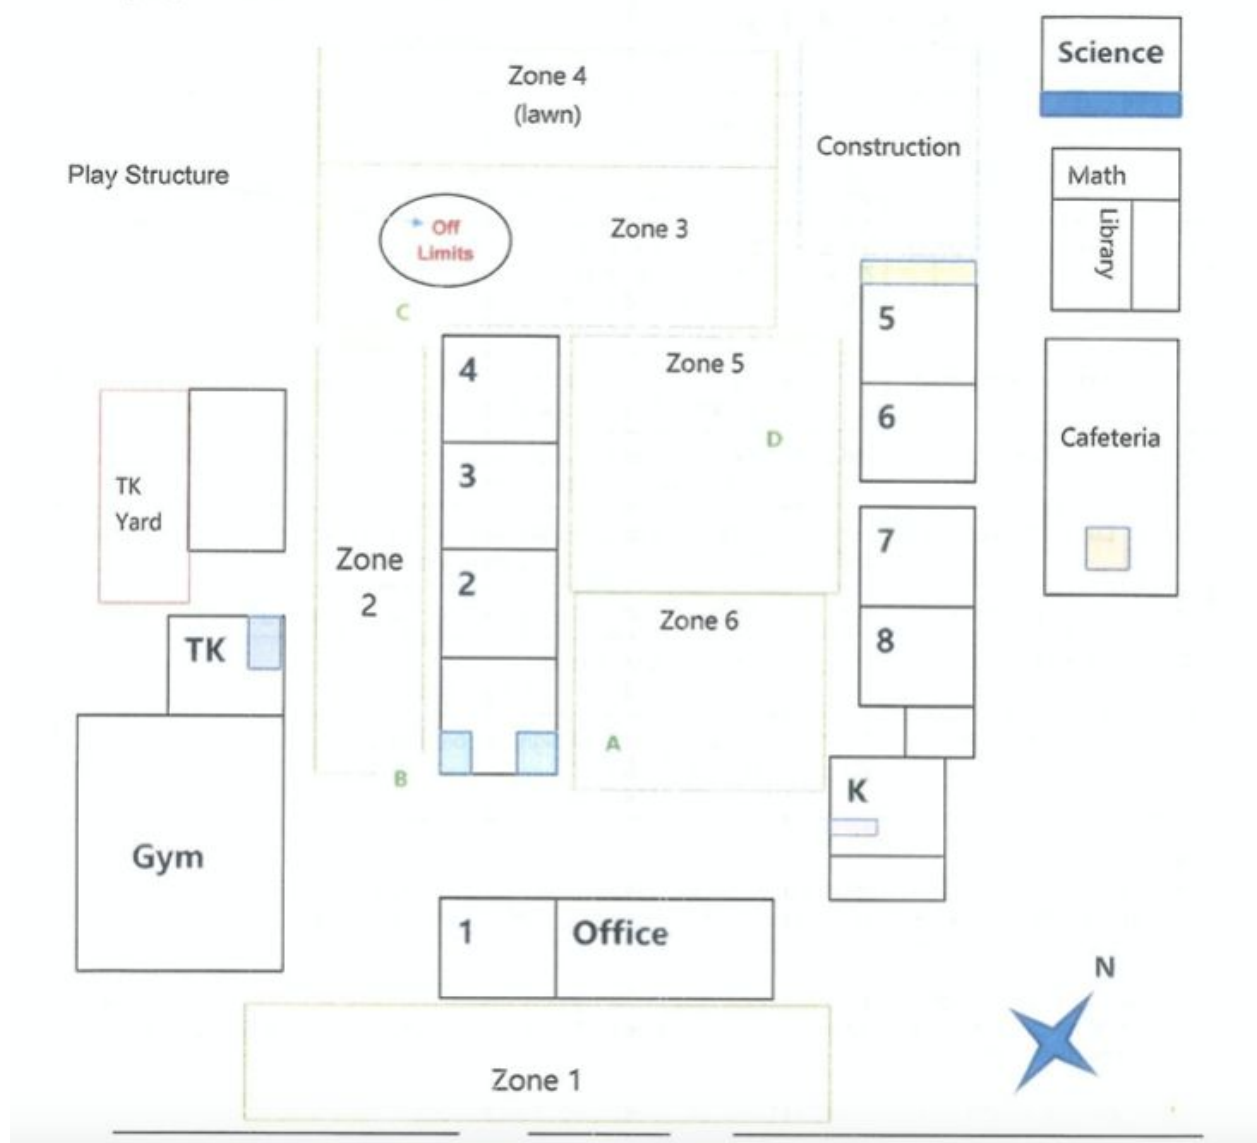 Science
Zone 4
(lawn)
Construction
Play Structure
Math
Library
Off
Limits
Zone 3
C
5
4
Zone 5
6
D
Cafeteria
3
TK
Yard
7
Zone
2
2
Zone 6
8
TK
A
B
K
Gym
1
Office
N
Zone 1